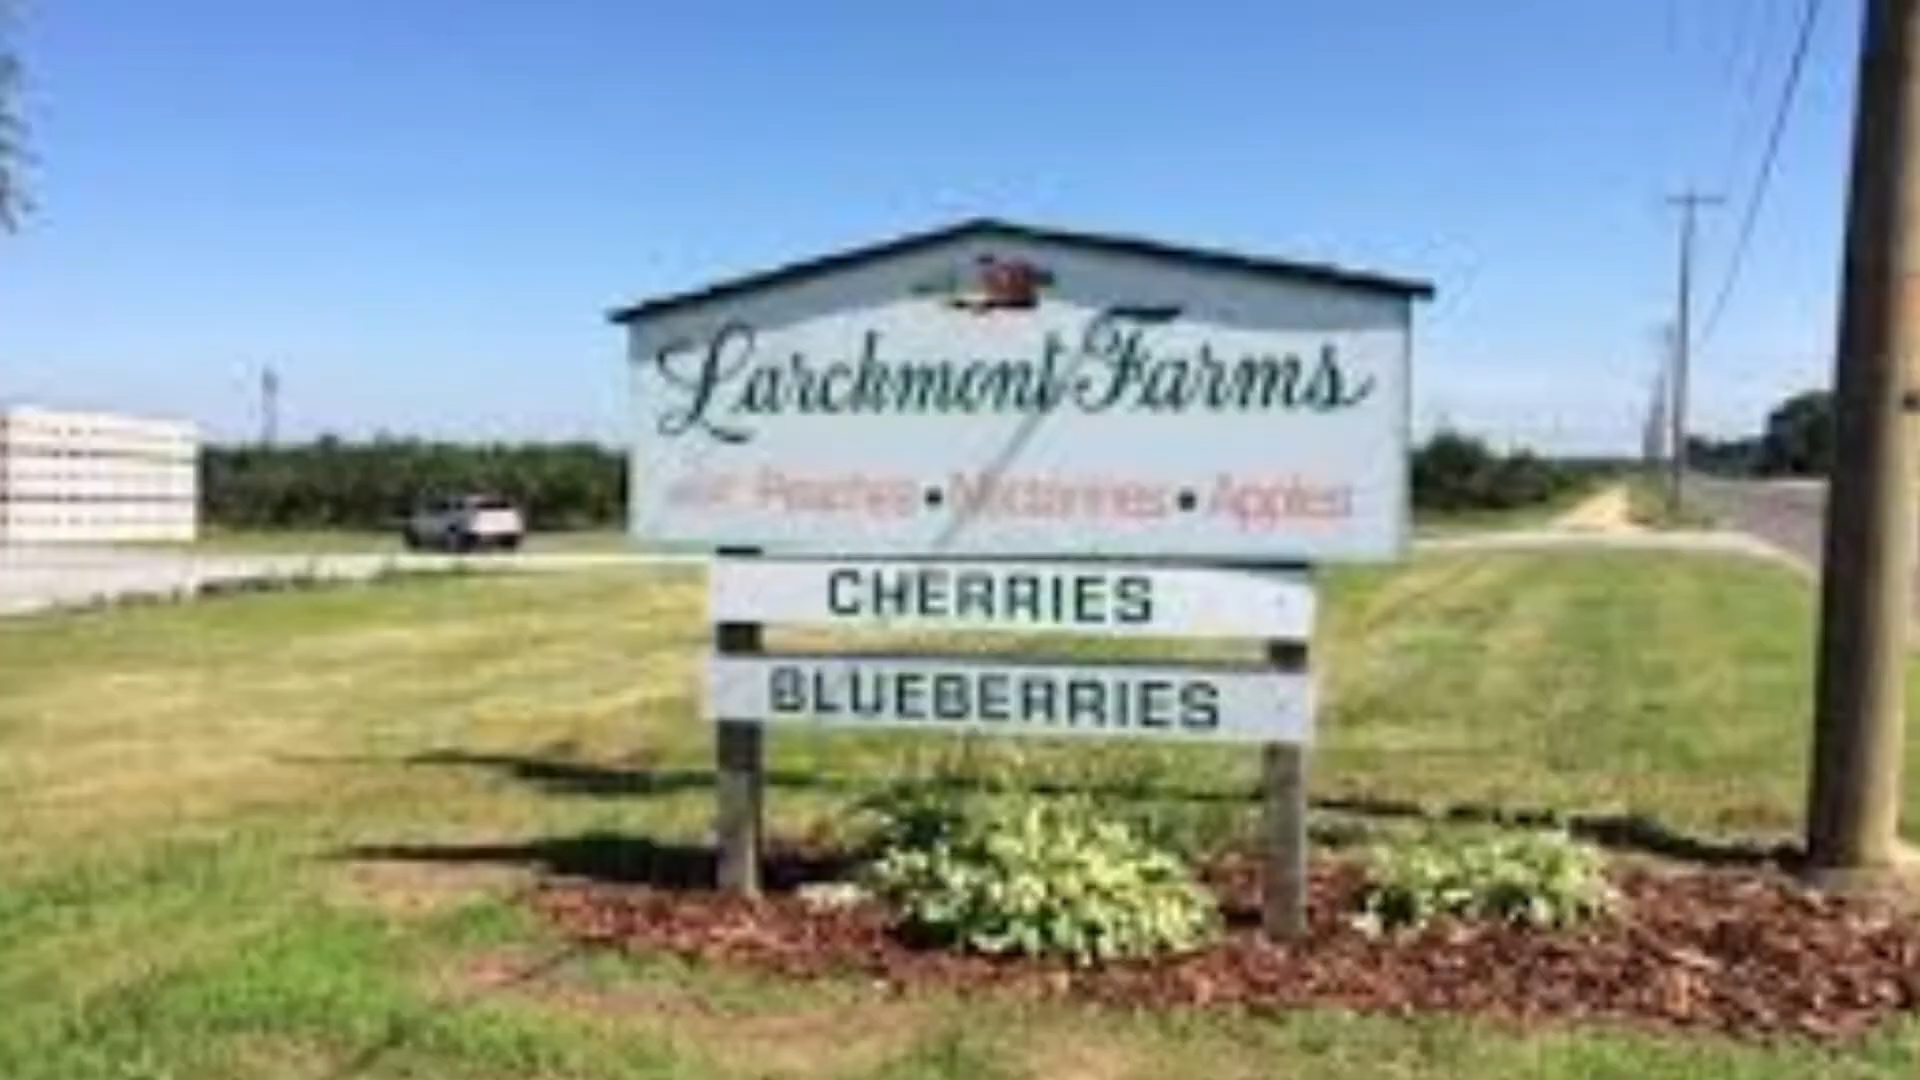 Larchmont Farms
Peaches • Nectarines • Apples
CHERRIES
BLUEBERRIES